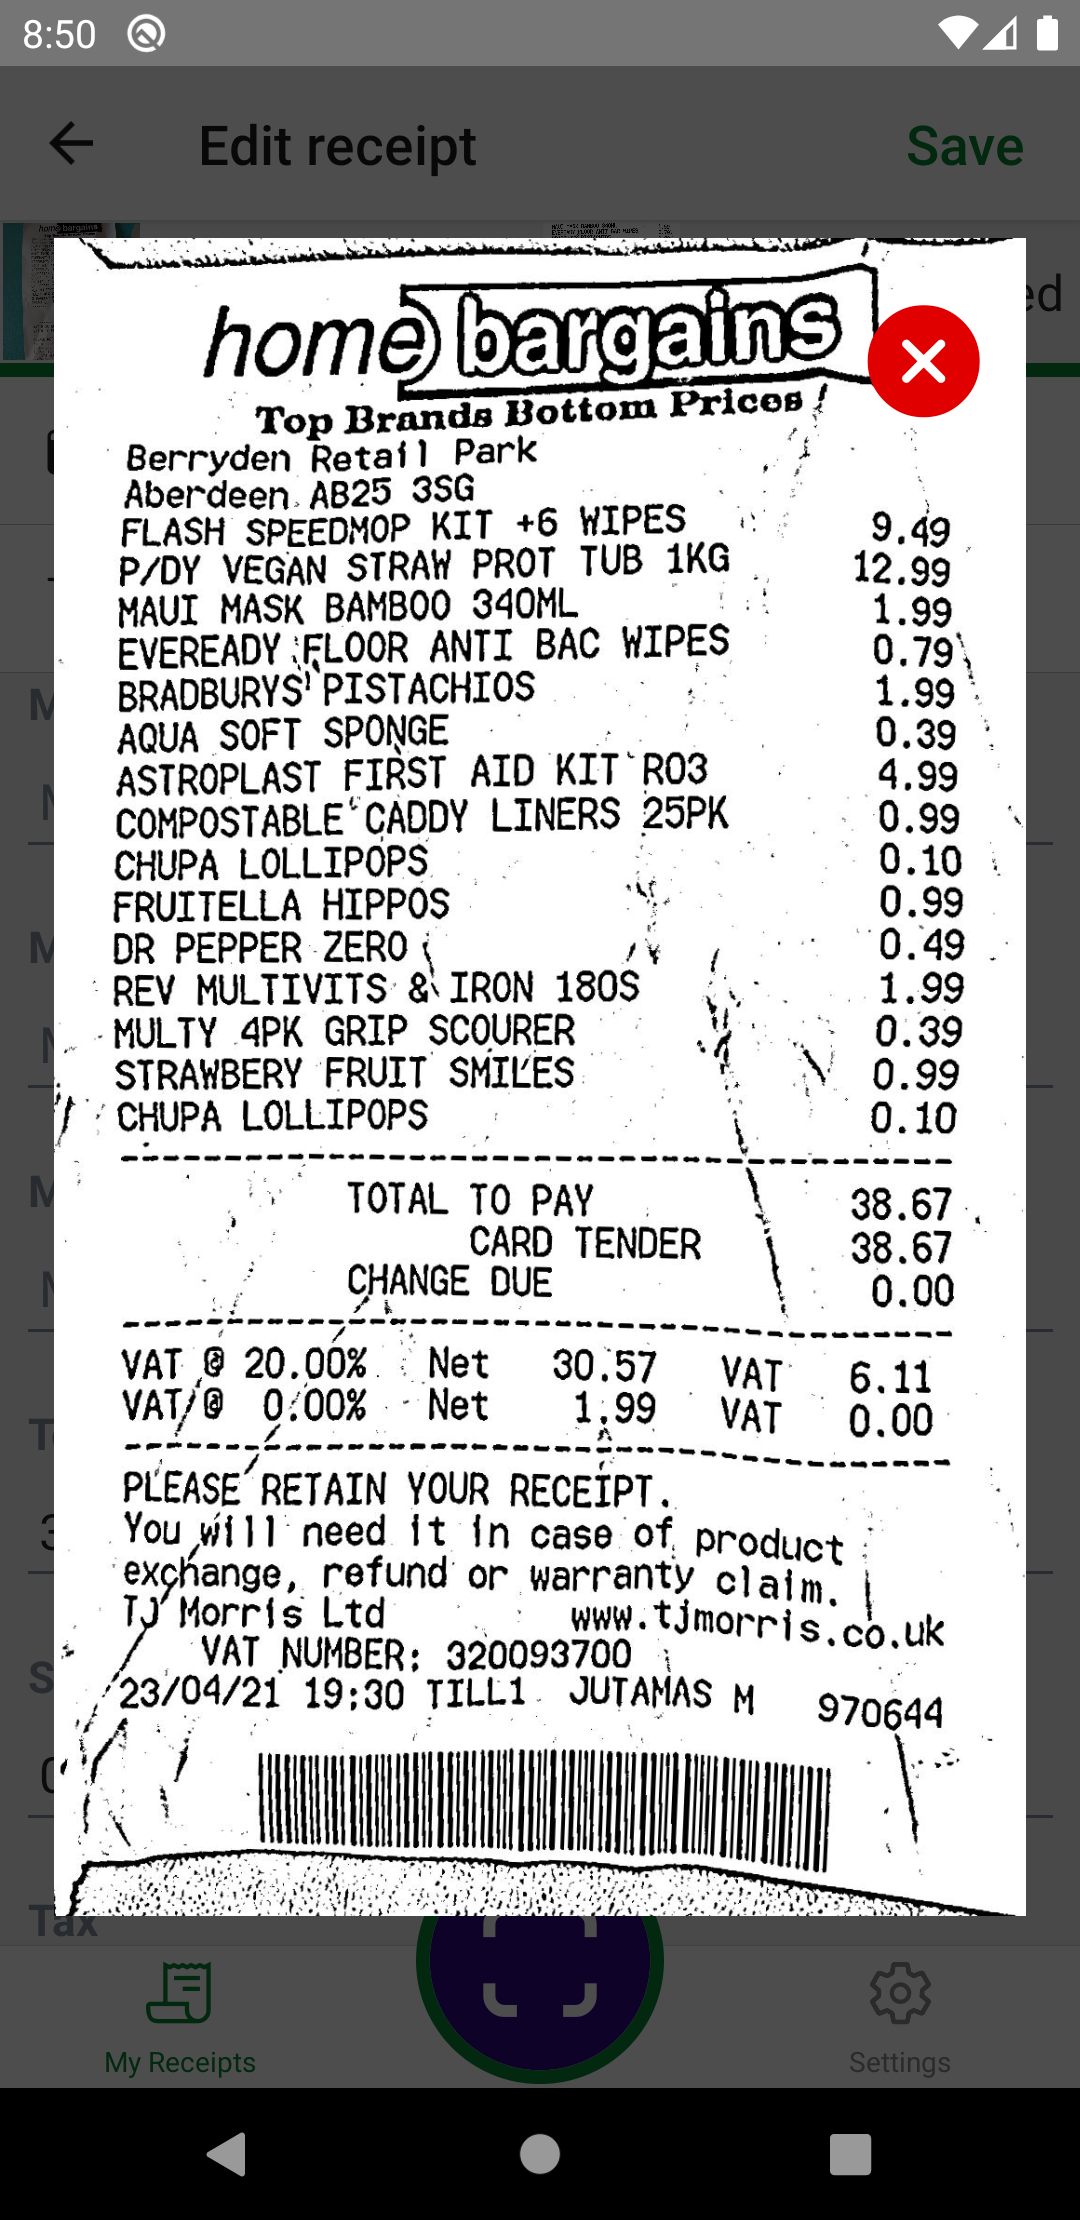 8:50
Edit receipt Save
home bargains
ed
home bargains
Top Brands Bottom Prices
Berryden Retail Park
Aberdeen AB25 3SG
FLASH SPEEDMOP KIT +6 WIPES 9.49
P/DY VEGAN STRAW PROT TUB 1KG 12.99
MAUI MASK BAMBOO 340ML 1.99
EVEREADY FLOOR ANTI BAC WIPES 0.79
BRADBURYS PISTACHIOS 1.99
AQUA SOFT SPONGE 0.39
ASTROPLAST FIRST AID KIT RO3 4.99
COMPOSTABLE CADDY LINERS 25PK 0.99
CHUPA LOLLIPOPS 0.10
FRUITELLA HIPPOS 0.99
DR PEPPER ZERO 0.49
REV MULTIVITS & IRON 180S 1.99
MULTY 4PK GRIP SCOURER 0.39
STRAWBERY FRUIT SMILES 0.99
CHUPA LOLLIPOPS 0.10
TOTAL TO PAY 38.67
CARD TENDER 38.67
CHANGE DUE 0.00
VAT @ 20.00% Net 30.57 VAT 6.11
VAT @ 0.00% Net 1.99 VAT 0.00
PLEASE RETAIN YOUR RECEIPT.
You will need it in case of product
exchange, refund or warranty claim.
TJ Morris Ltd www.tjmorris.co.uk
VAT NUMBER: 320093700
23/04/21 19:30 TILL1 JUTAMAS M 970644
Tax
My Receipts Settings